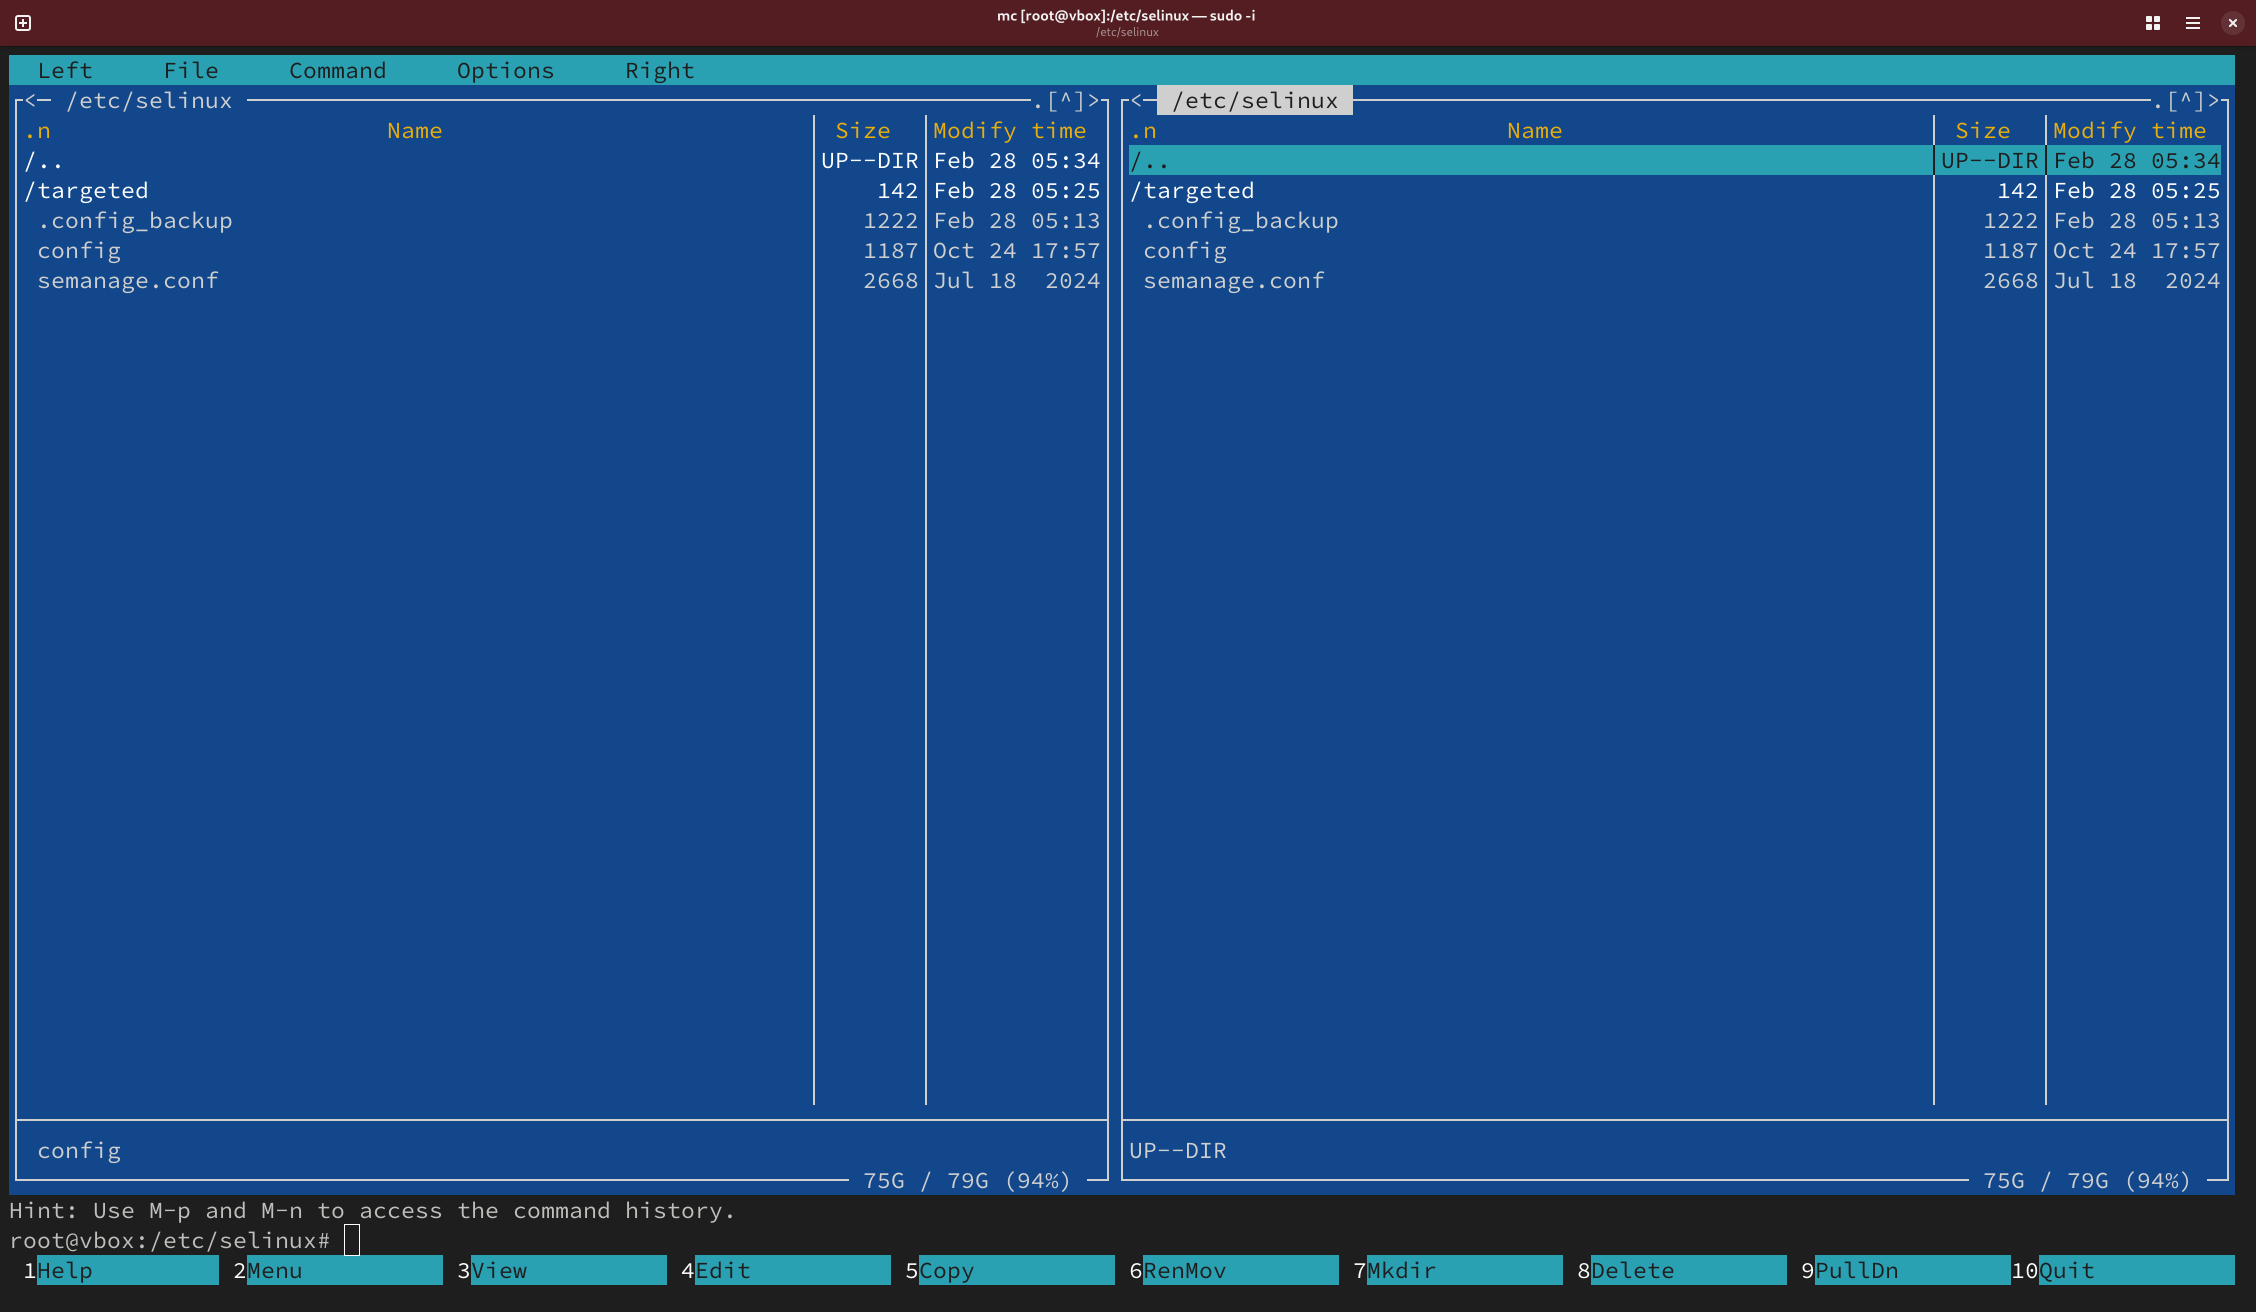 mc [root@vbox]:/etc/selinux — sudo -i
/etc/selinux
Left File Command Options Right
<─ /etc/selinux .[^]>
.n Name Size Modify time
/.. UP--DIR Feb 28 05:34
/targeted 142 Feb 28 05:25
.config_backup 1222 Feb 28 05:13
config 1187 Oct 24 17:57
semanage.conf 2668 Jul 18 2024
config
75G / 79G (94%)
<─ /etc/selinux .[^]>
.n Name Size Modify time
/.. UP--DIR Feb 28 05:34
/targeted 142 Feb 28 05:25
.config_backup 1222 Feb 28 05:13
config 1187 Oct 24 17:57
semanage.conf 2668 Jul 18 2024
UP--DIR
75G / 79G (94%)
Hint: Use M-p and M-n to access the command history.
root@vbox:/etc/selinux#
1Help 2Menu 3View 4Edit 5Copy 6RenMov 7Mkdir 8Delete 9PullDn 10Quit